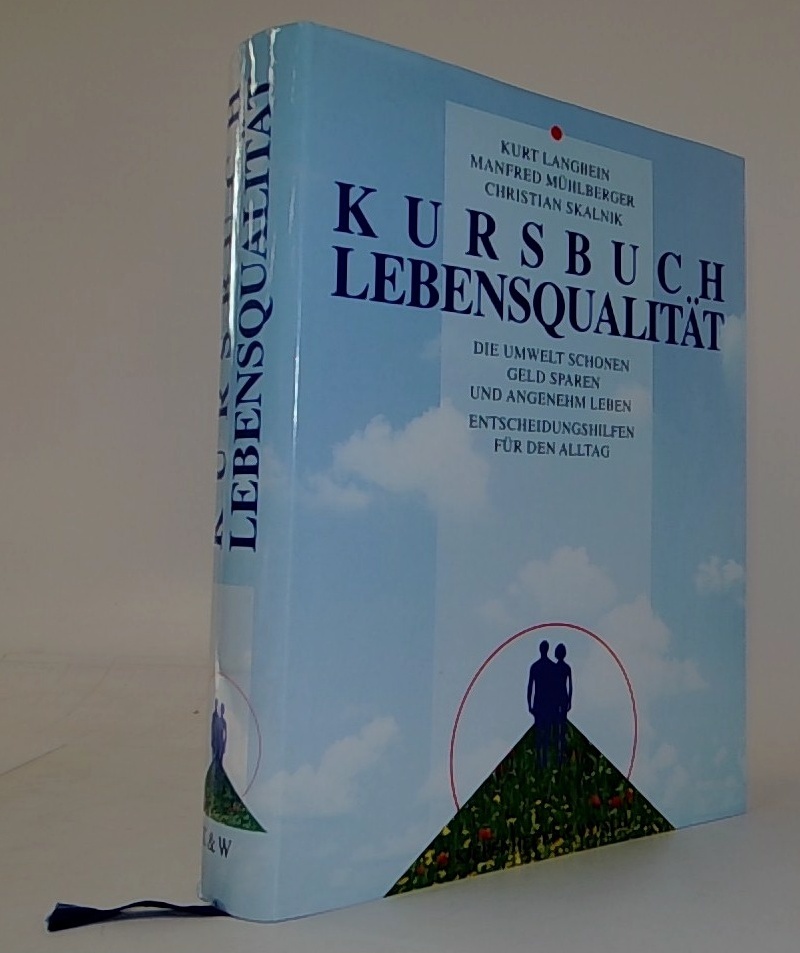 KURT LANGBEIN
MANFRED MÜHLBERGER
CHRISTIAN SKALNIK
KURSBUCH
LEBENSQUALITÄT
DIE UMWELT SCHONEN
GELD SPAREN
UND ANGENEHM LEBEN
ENTSCHEIDUNGSHILFEN
FÜR DEN ALLTAG
KURSBUCH
LEBENSQUALITÄT
& W